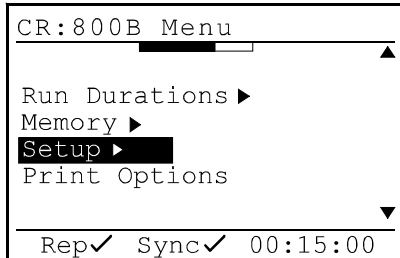 CR:800B Menu
Run Durations ▶
Memory ▶
Setup ▶
Print Options
Rep✓ Sync✓ 00:15:00